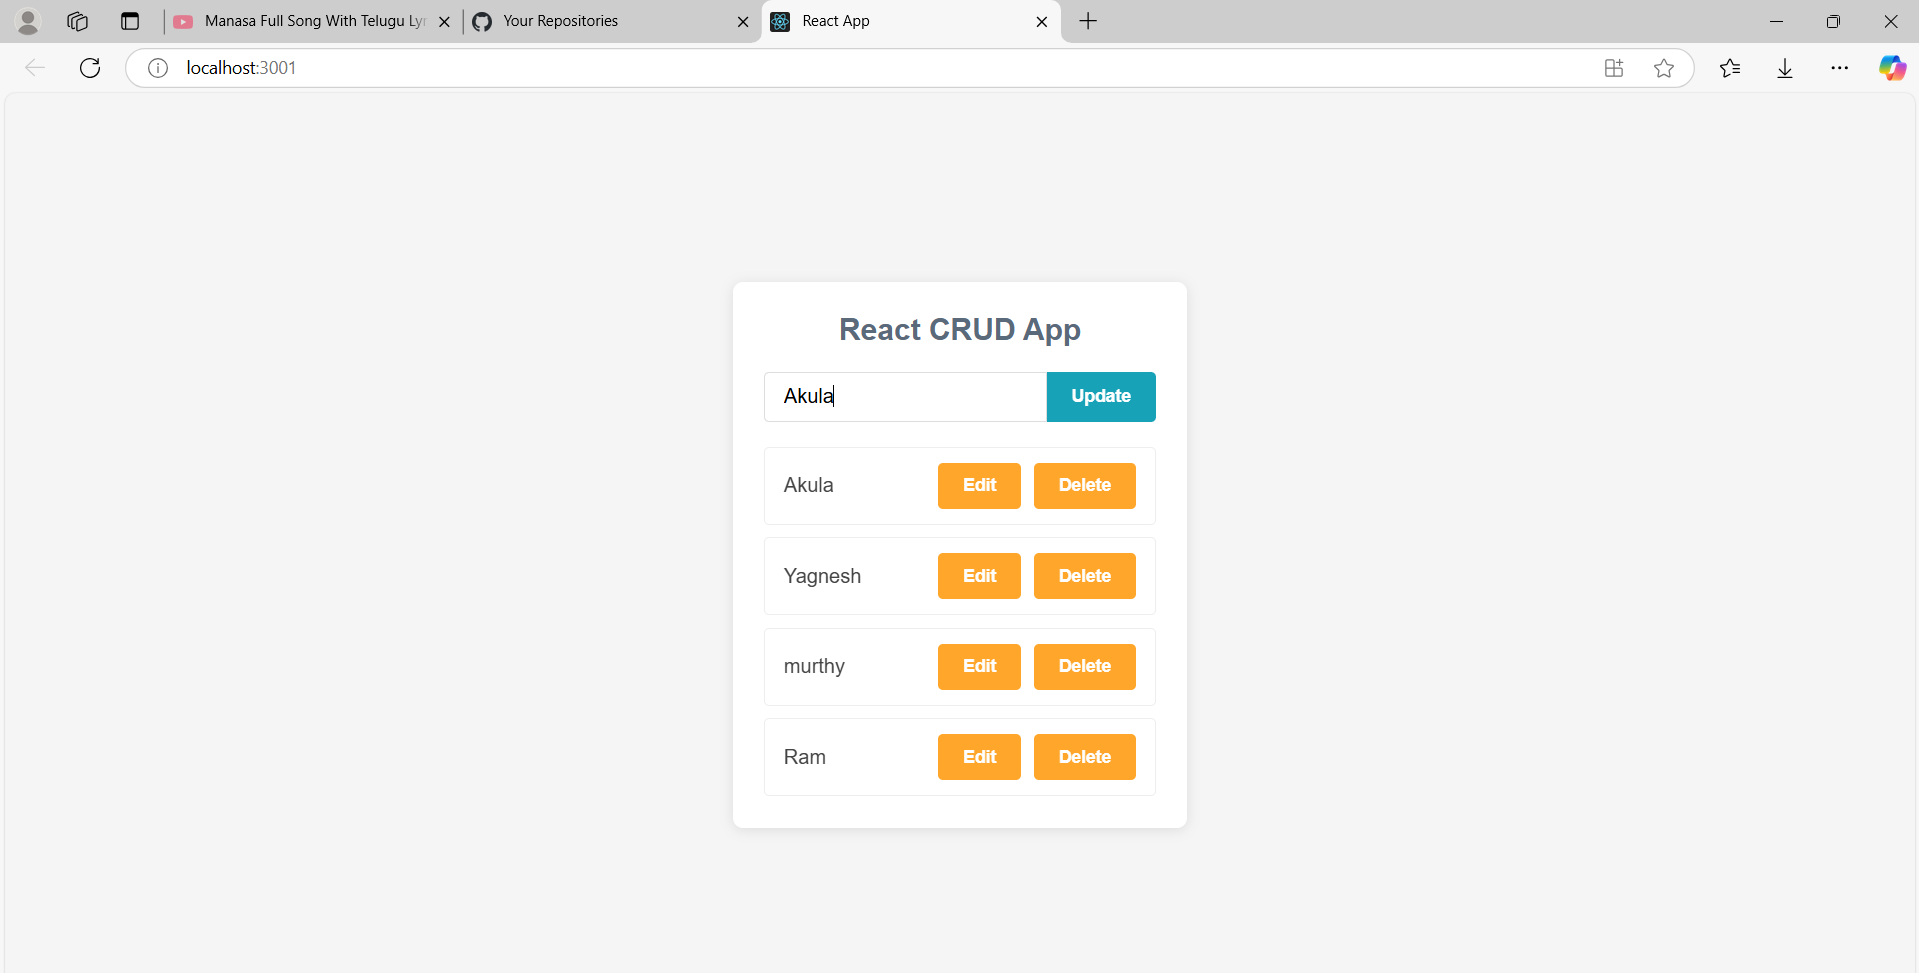 Manasa Full Song With Telugu Lyr
Your Repositories
React App
localhost:3001
React CRUD App
Akula Update
Akula Edit Delete
Yagnesh Edit Delete
murthy Edit Delete
Ram Edit Delete